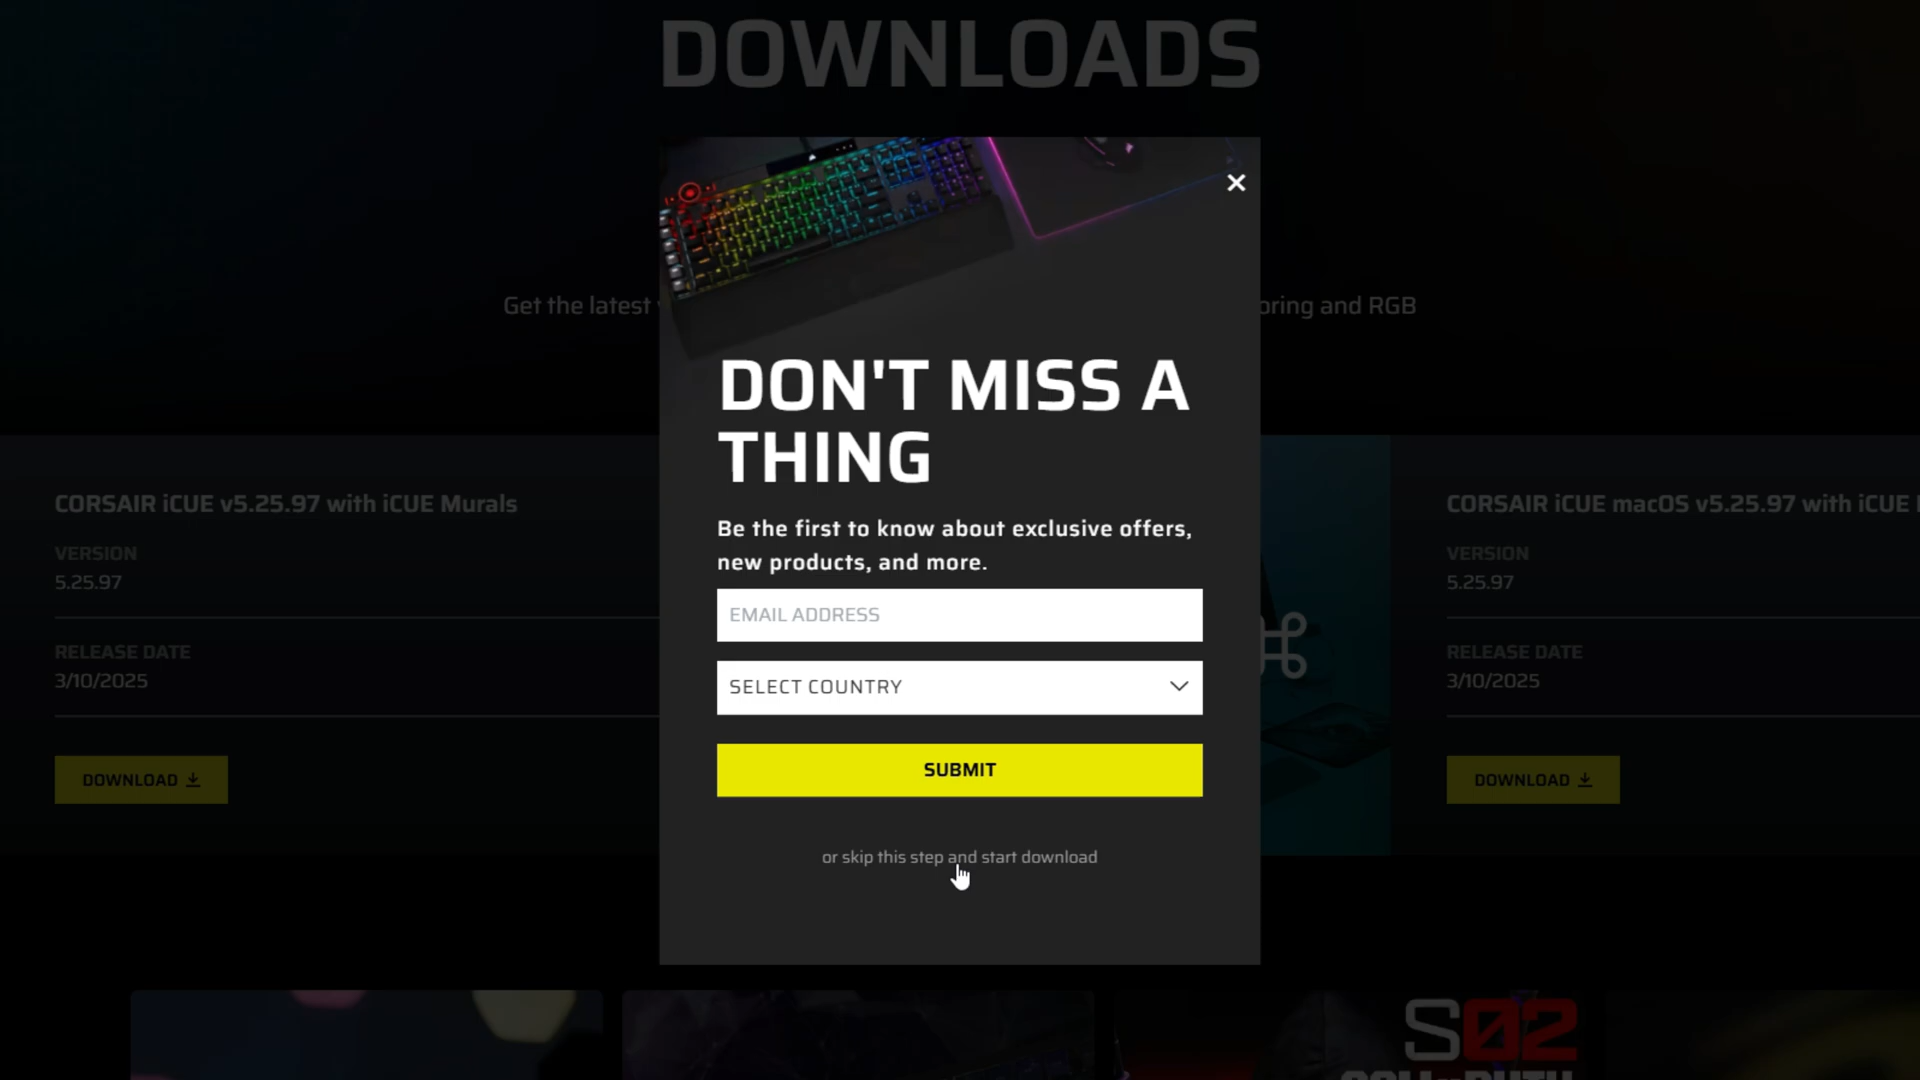 DOWNLOADS
Get the latest
oring and RGB
DON'T MISS A
THING
Be the first to know about exclusive offers,
new products, and more.
EMAIL ADDRESS
SELECT COUNTRY
SUBMIT
or skip this step and start download
CORSAIR iCUE v5.25.97 with iCUE Murals
VERSION
5.25.97
RELEASE DATE
3/10/2025
DOWNLOAD
CORSAIR iCUE macOS v5.25.97 with iCUE
VERSION
5.25.97
RELEASE DATE
3/10/2025
DOWNLOAD
S02